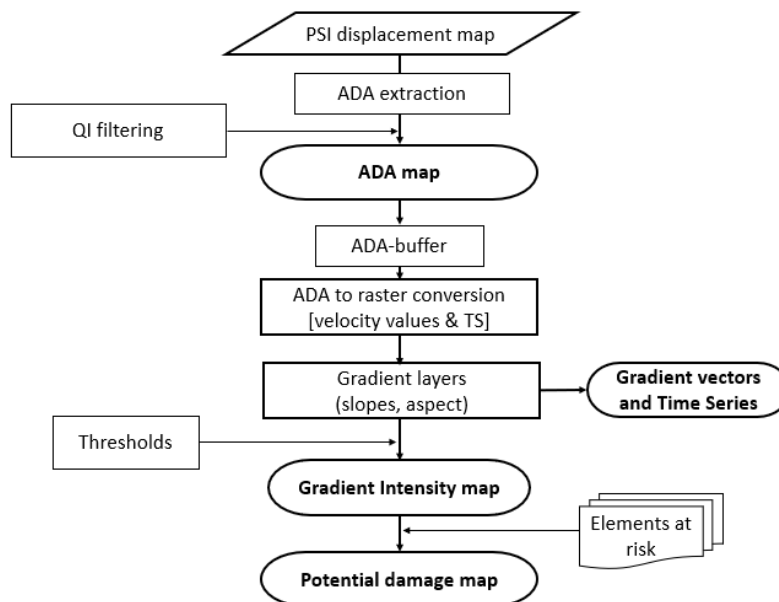 PSI displacement map
ADA extraction
QI filtering
ADA map
ADA-buffer
ADA to raster conversion
[velocity values & TS]
Gradient layers
(slopes, aspect)
Gradient vectors
and Time Series
Thresholds
Gradient Intensity map
Elements at
risk
Potential damage map